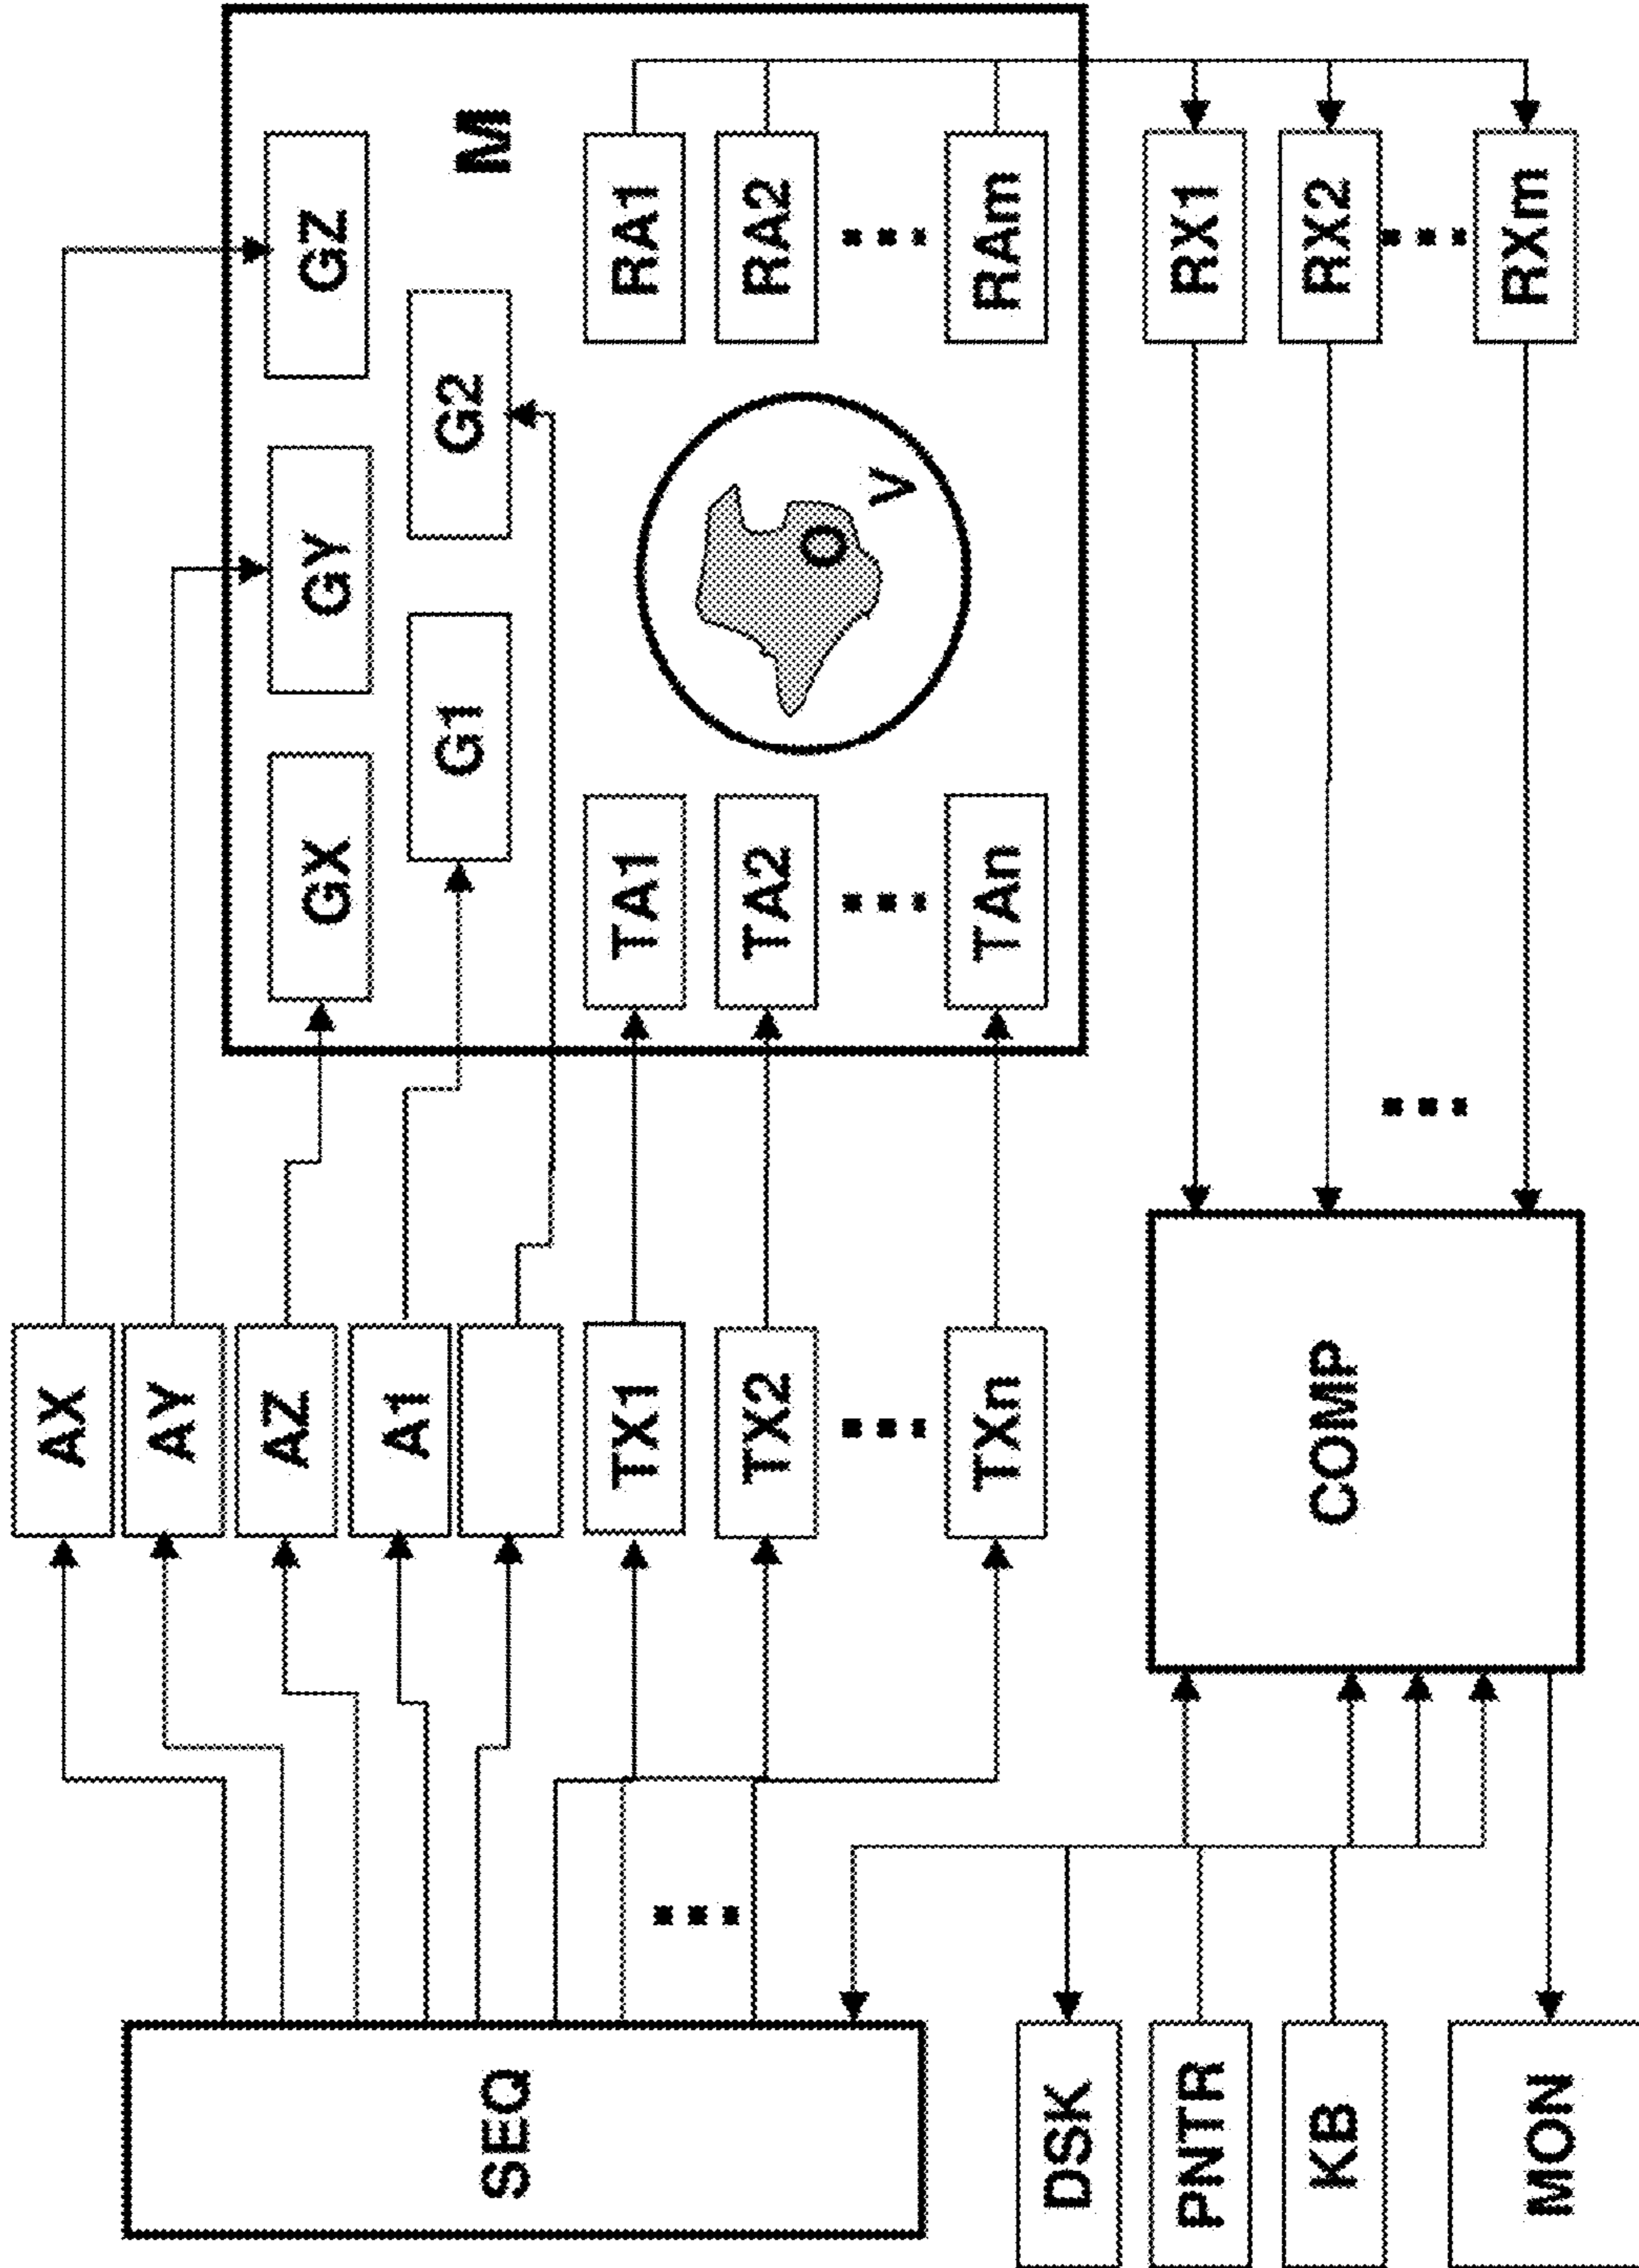 AX
AY
AZ
A1
TX1
TX2
TXn
SEQ
DSK
PNTR
KB
MON
COMP
GX
GY
GZ
G1
G2
M
TA1
TA2
TAn
O
V
RA1
RA2
RAm
RX1
RX2
RXm